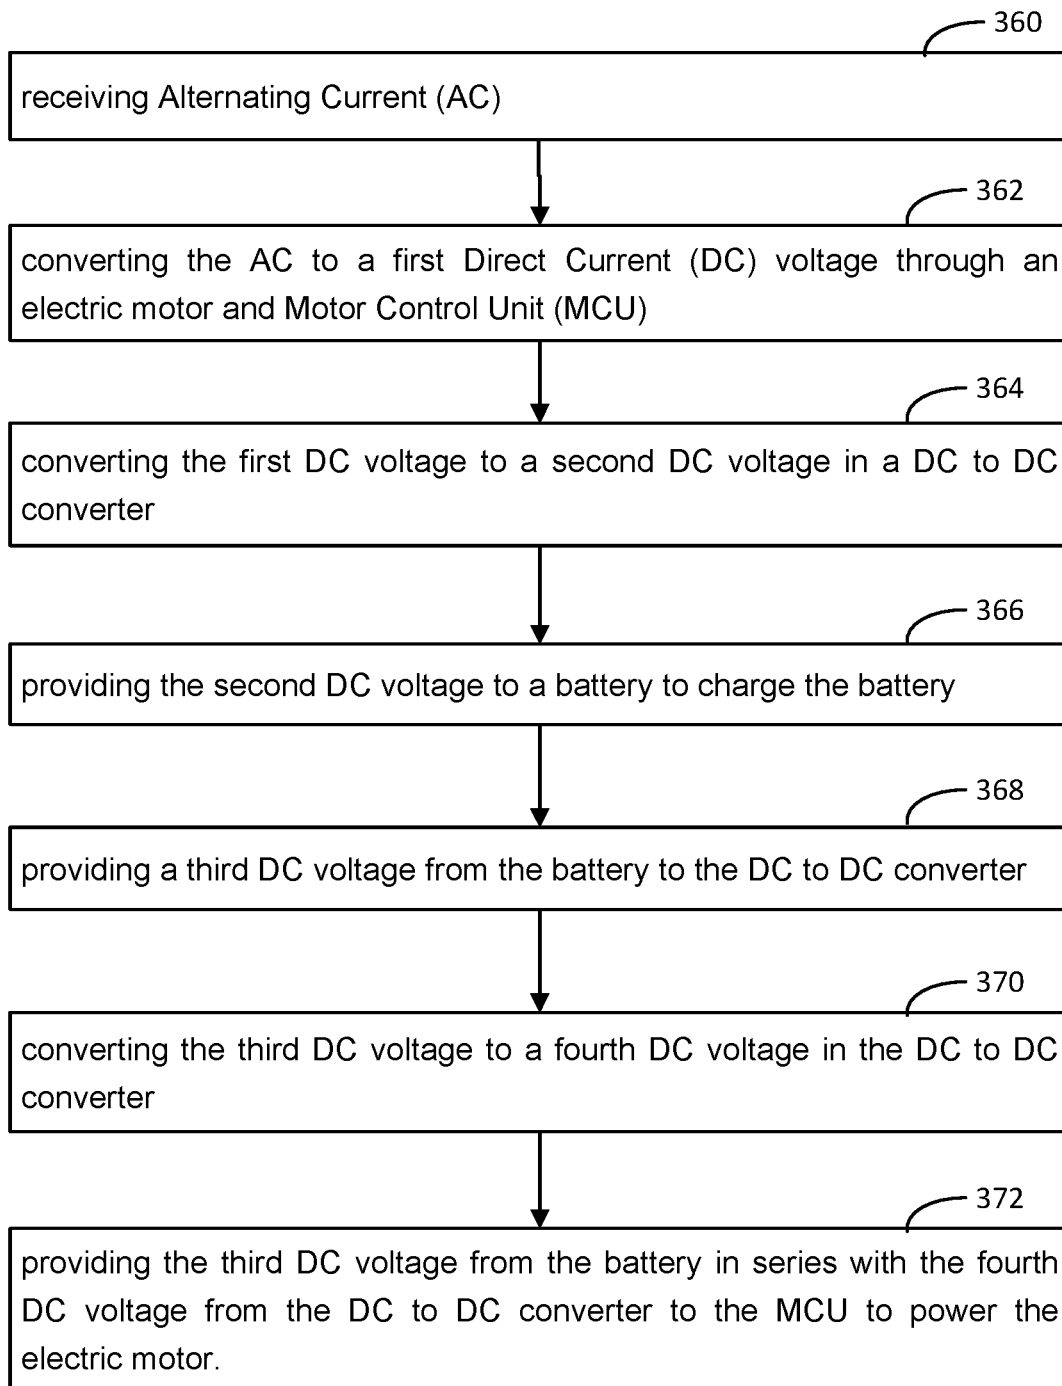 360
receiving Alternating Current (AC)
362
converting the AC to a first Direct Current (DC) voltage through an
electric motor and Motor Control Unit (MCU)
364
converting the first DC voltage to a second DC voltage in a DC to DC
converter
366
providing the second DC voltage to a battery to charge the battery
368
providing a third DC voltage from the battery to the DC to DC converter
370
converting the third DC voltage to a fourth DC voltage in the DC to DC
converter
372
providing the third DC voltage from the battery in series with the fourth
DC voltage from the DC to DC converter to the MCU to power the
electric motor.